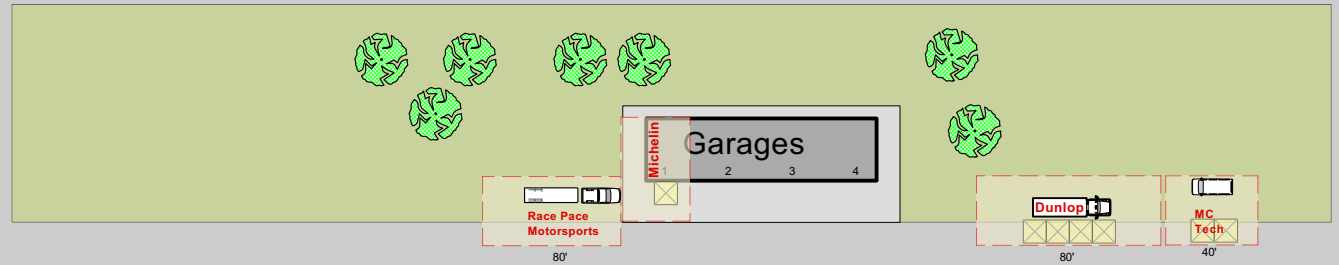 Michelin
Garages
1 2 3 4
Race Pace
Motorsports
80'
Dunlop
80'
MC
Tech
40'